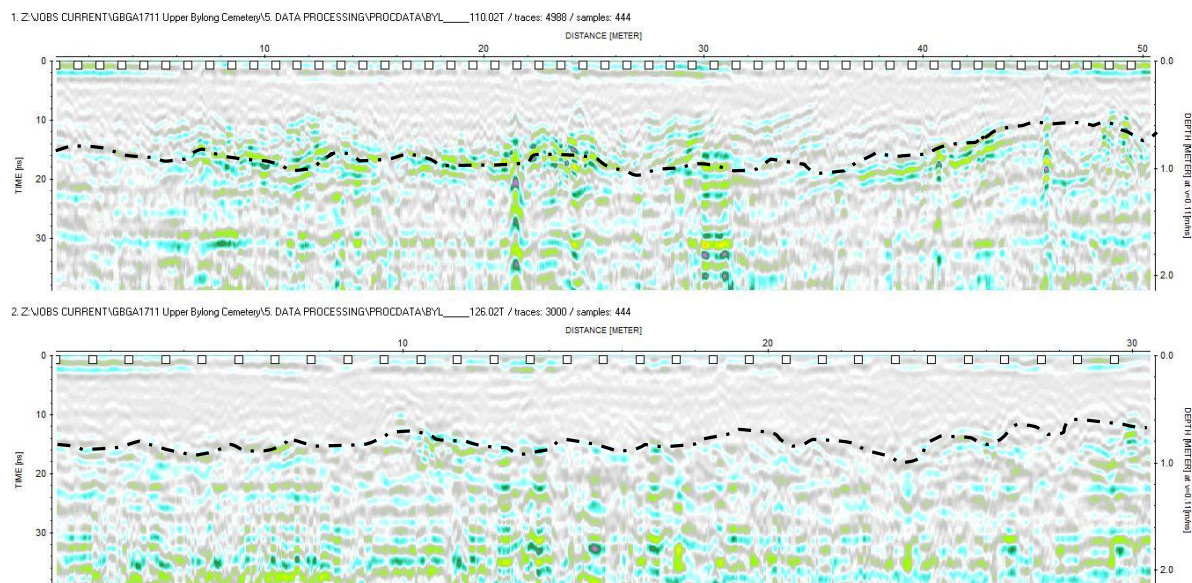 1. Z:\JOBS CURRENT\GBGA1711 Upper Bylong Cemetery\5. DATA PROCESSING\PROCDATA\BYL____110.02T / traces: 4988 / samples: 444
DISTANCE [METER]
10 20 30 40 50
0 0.0
10
20 1.0
30
2.0
TIME [ns]
DEPTH [METER] at v=0.11[m/ns]
2. Z:\JOBS CURRENT\GBGA1711 Upper Bylong Cemetery\5. DATA PROCESSING\PROCDATA\BYL____126.02T / traces: 3000 / samples: 444
DISTANCE [METER]
10 20 30
0 0.0
10
20 1.0
30
2.0
TIME [ns]
DEPTH [METER] at v=0.11[m/ns]